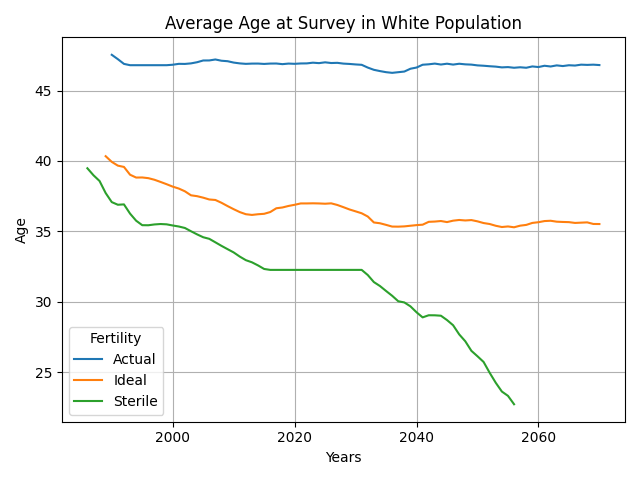 Average Age at Survey in White Population
Age
45
40
35
30
25
Fertility
Actual
Ideal
Sterile
2000 2020 2040 2060
Years